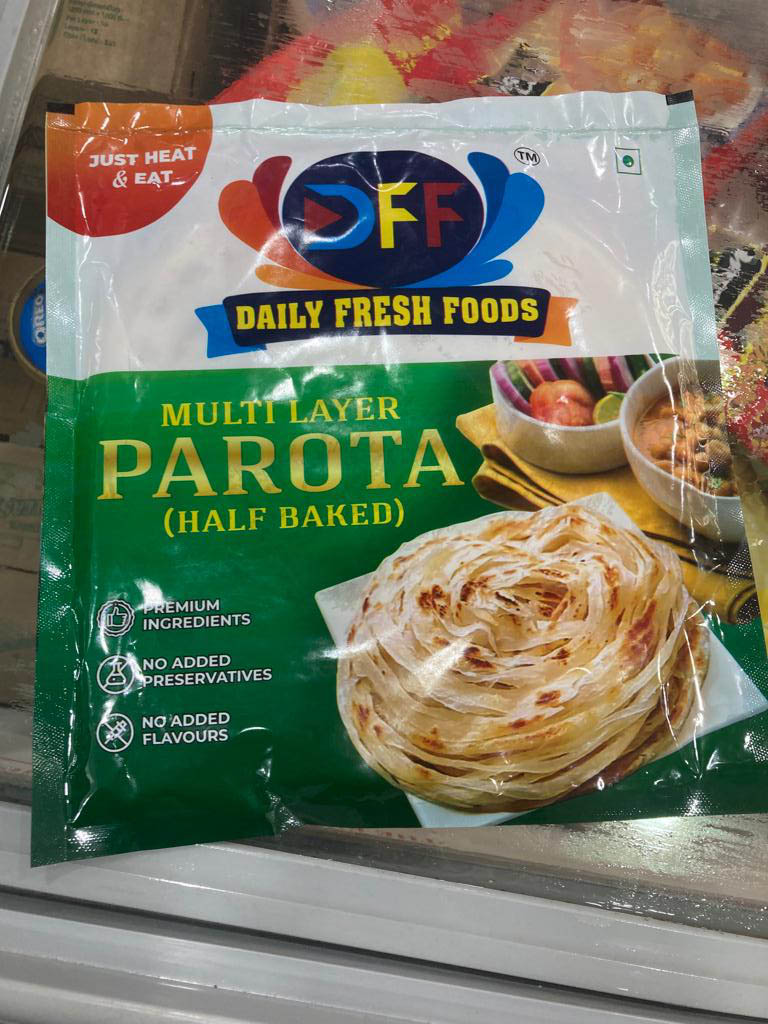 JUST HEAT
& EAT
DFF
TM
DAILY FRESH FOODS
MULTI LAYER
PAROTA
(HALF BAKED)
PREMIUM
INGREDIENTS
NO ADDED
PRESERVATIVES
NO ADDED
FLAVOURS
OREO